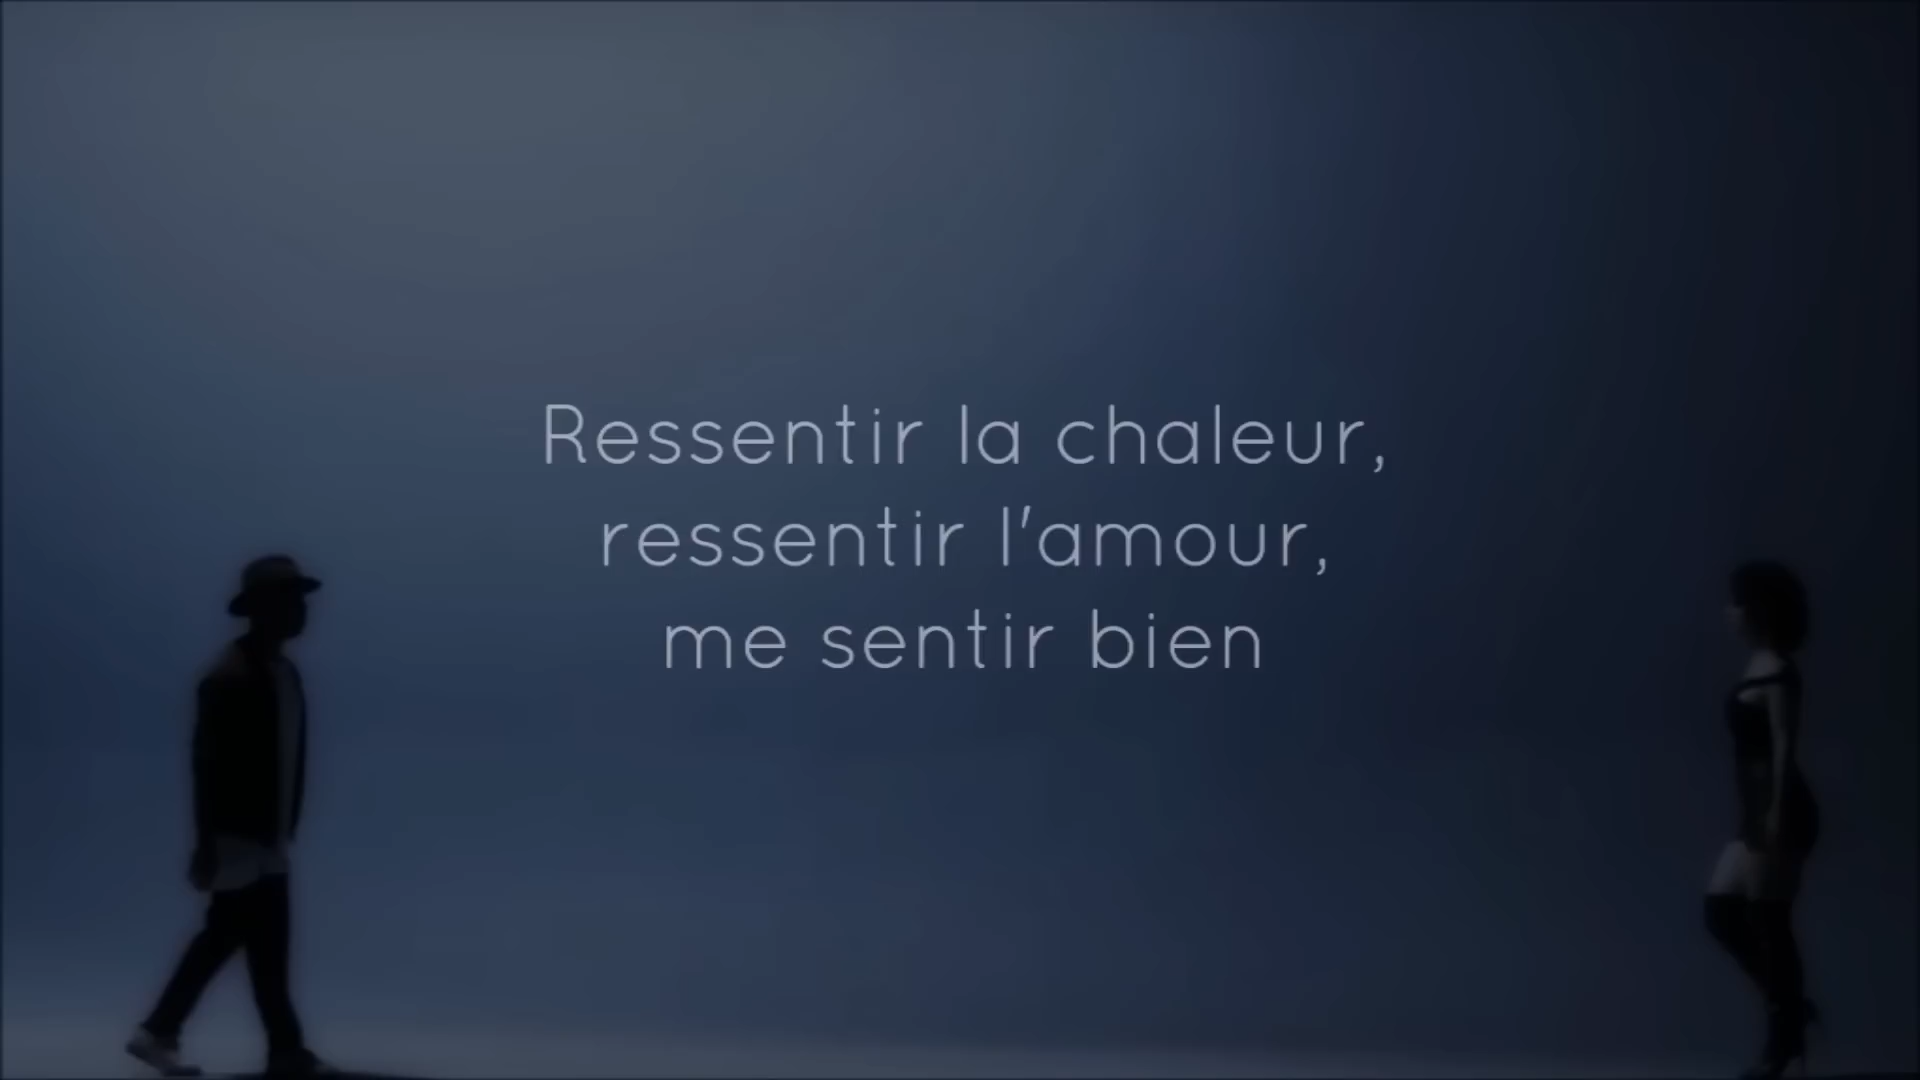 Ressentir la chaleur,
ressentir l'amour,
me sentir bien